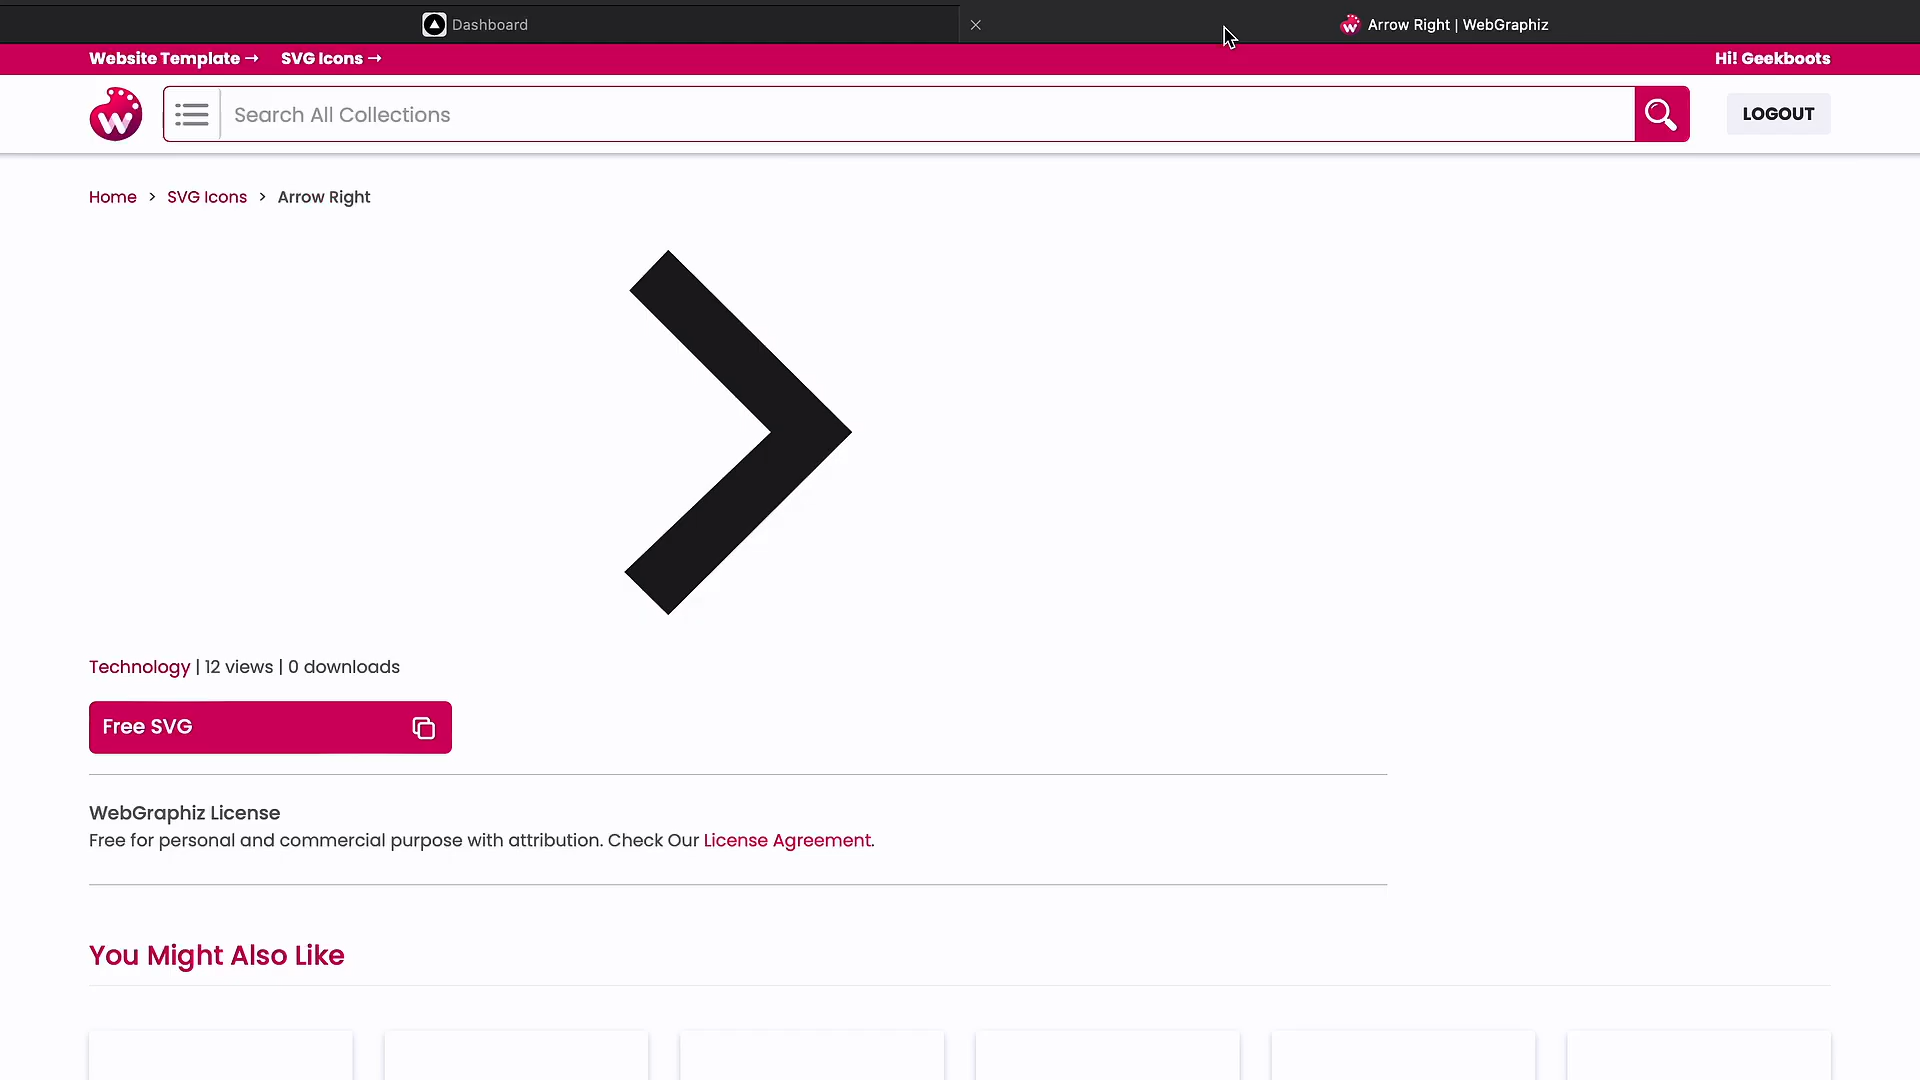 Dashboard
Arrow Right | WebGraphiz
Website Template → SVG Icons → Hi! Geekboots
Search All Collections
LOGOUT
Home > SVG Icons > Arrow Right
Technology | 12 views | 0 downloads
Free SVG
WebGraphiz License
Free for personal and commercial purpose with attribution. Check Our License Agreement.
You Might Also Like